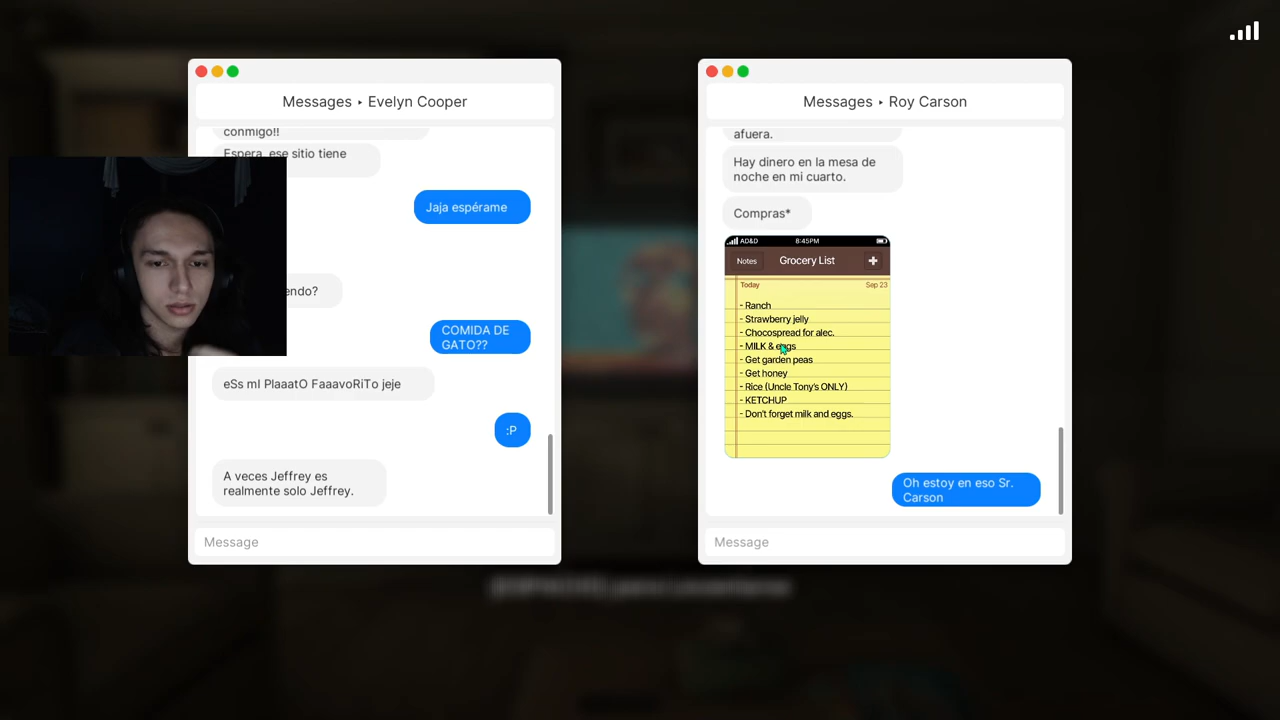 Messages ▸ Evelyn Cooper
conmigo!!
Espera, ese sitio tiene
Jaja espérame
endo?
COMIDA DE
GATO??
eSs mI PlaaatO FaaavoRiTo jeje
:P
A veces Jeffrey es
realmente solo Jeffrey.
Message
Messages ▸ Roy Carson
afuera.
Hay dinero en la mesa de
noche en mi cuarto.
Compras*
AD&D 8:45PM
Notes Grocery List +
Today Sep 23
- Ranch
- Strawberry jelly
- Chocospread for alec.
- MILK & eggs
- Get garden peas
- Get honey
- Rice (Uncle Tony's ONLY)
- KETCHUP
- Don't forget milk and eggs.
Oh estoy en eso Sr.
Carson
Message